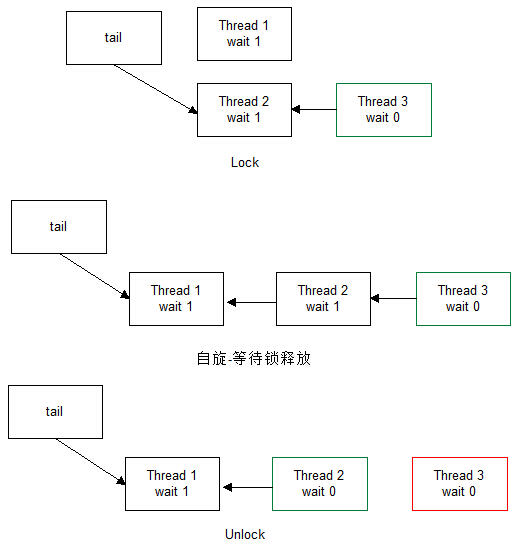 tail
Thread 1
wait 1
Thread 2
wait 1
Thread 3
wait 0
Lock
tail
Thread 1
wait 1
Thread 2
wait 1
Thread 3
wait 0
自旋-等待锁释放
tail
Thread 1
wait 1
Thread 2
wait 0
Thread 3
wait 0
Unlock